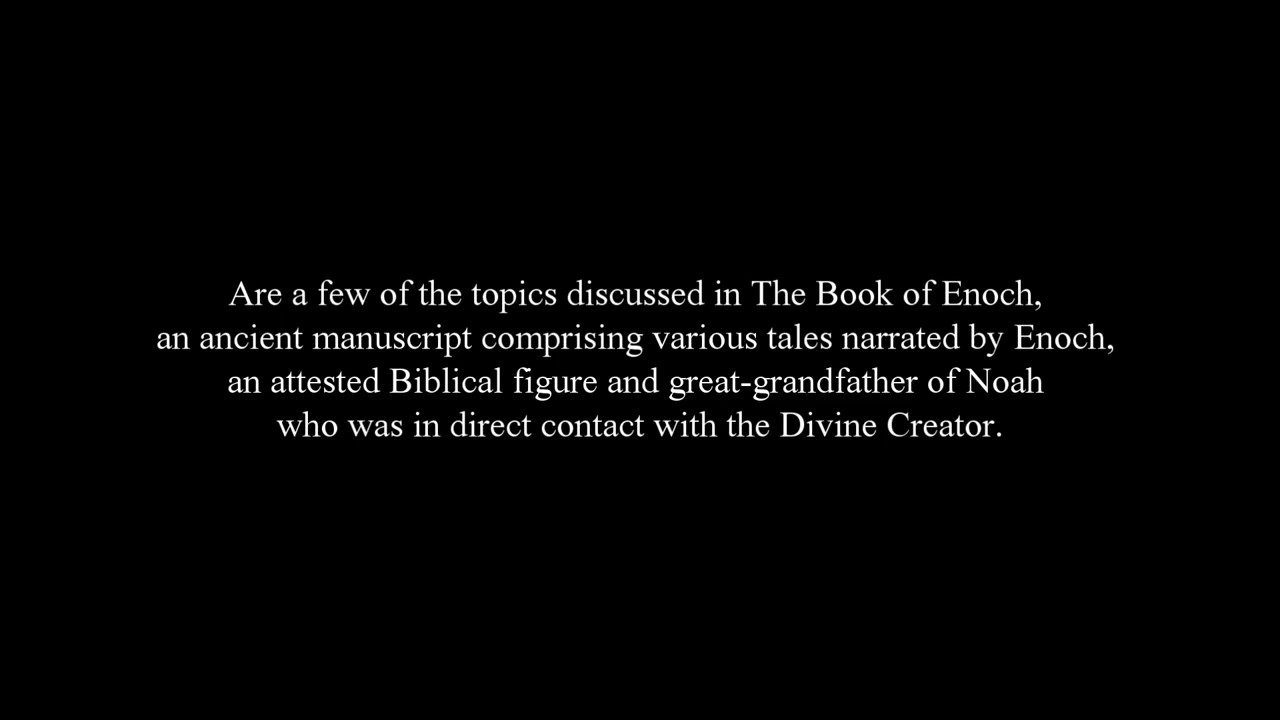 Are a few of the topics discussed in The Book of Enoch,
an ancient manuscript comprising various tales narrated by Enoch,
an attested Biblical figure and great-grandfather of Noah
who was in direct contact with the Divine Creator.